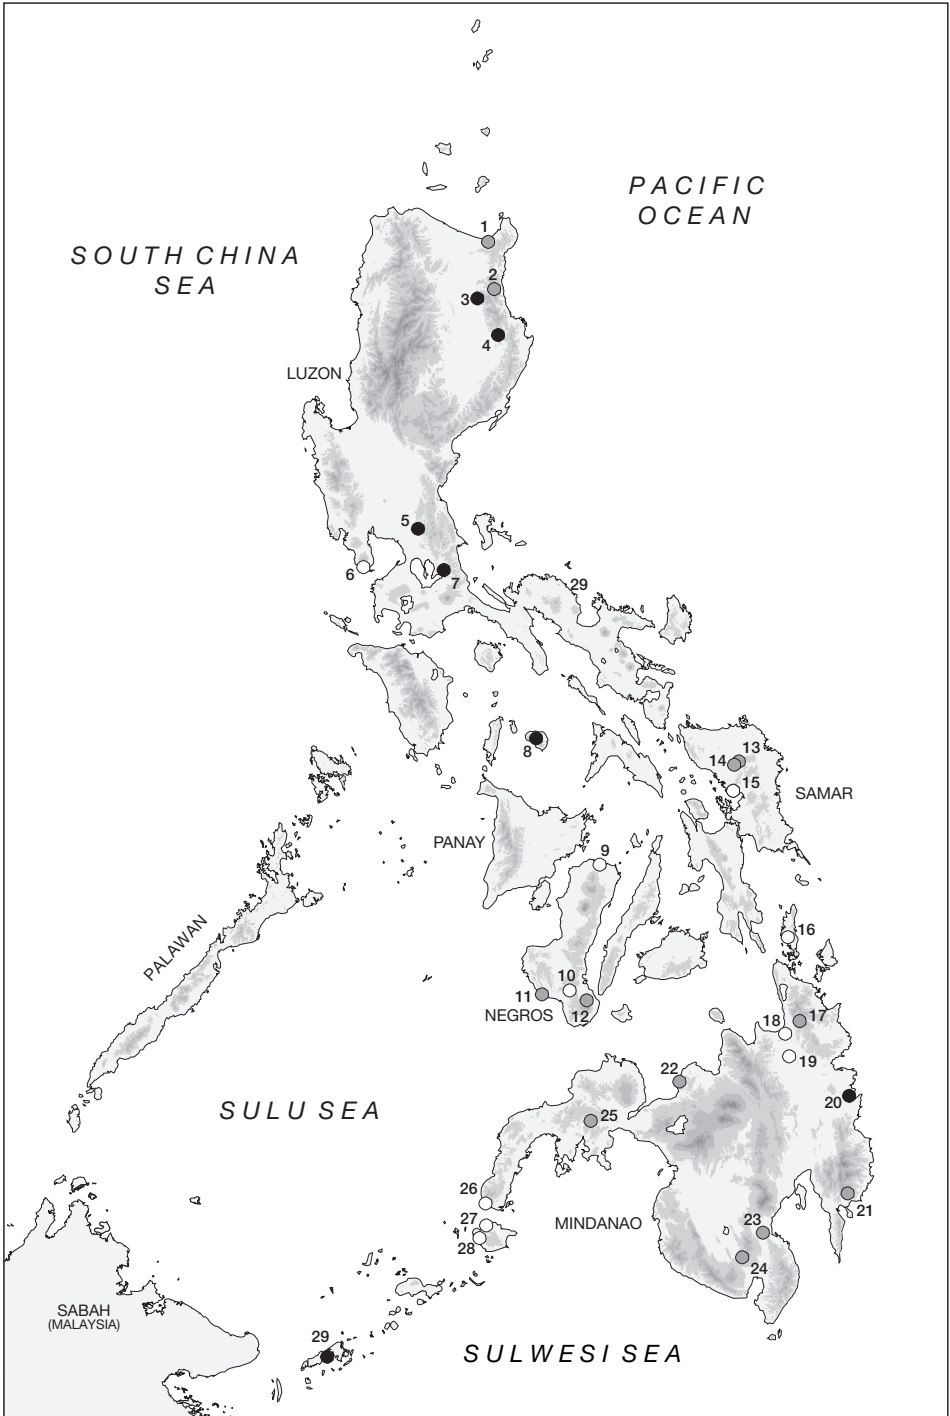 PACIFIC
OCEAN
SOUTH CHINA
SEA
1
2
3
4
LUZON
5
6
7
29
8
13
14
15
SAMAR
PANAY
9
PALAWAN
16
10
11
12
NEGROS
17
18
19
22
20
SULU SEA
25
26
21
27
MINDANAO
23
28
24
SABAH
(MALAYSIA)
29
SULWESI SEA